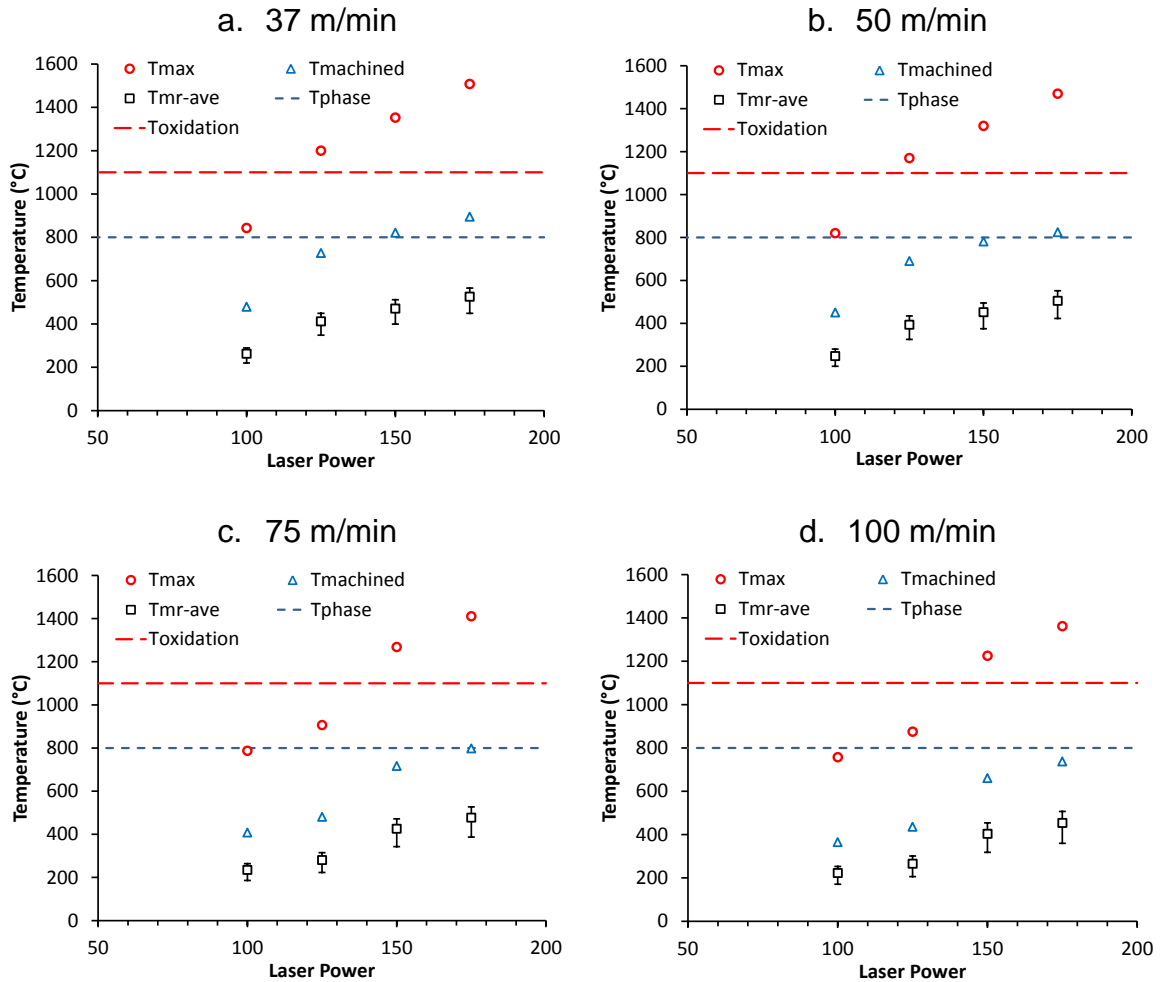 a. 37 m/min
1600
1400
1200
1000
800
600
400
200
0
Temperature (°C)
Tmax
Tmachined
Tmr-ave
Tphase
Toxidation
50
100
150
200
Laser Power
b. 50 m/min
1600
1400
1200
1000
800
600
400
200
0
Temperature (°C)
Tmax
Tmachined
Tmr-ave
Tphase
Toxidation
50
100
150
200
Laser Power
c. 75 m/min
1600
1400
1200
1000
800
600
400
200
0
Temperature (°C)
Tmax
Tmachined
Tmr-ave
Tphase
Toxidation
50
100
150
200
Laser Power
d. 100 m/min
1600
1400
1200
1000
800
600
400
200
0
Temperature (°C)
Tmax
Tmachined
Tmr-ave
Tphase
Toxidation
50
100
150
200
Laser Power